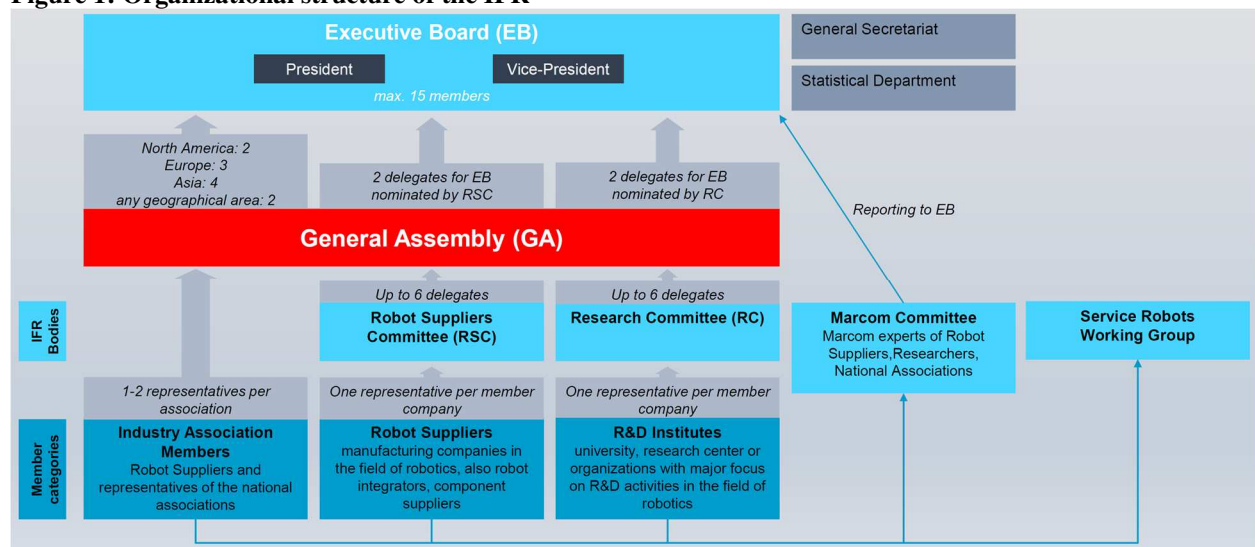 Figure 1: Organizational structure of the IFR
Executive Board (EB)
President
Vice-President
max. 15 members
General Secretariat
Statistical Department
North America: 2
Europe: 3
Asia: 4
any geographical area: 2
2 delegates for EB
nominated by RSC
2 delegates for EB
nominated by RC
Reporting to EB
General Assembly (GA)
IFR
Bodies
Up to 6 delegates
Robot Suppliers
Committee (RSC)
Up to 6 delegates
Research Committee (RC)
Marcom Committee
Marcom experts of Robot
Suppliers,Researchers,
National Associations
Service Robots
Working Group
Member
categories
1-2 representatives per
association
Industry Association
Members
Robot Suppliers and
representatives of the national
associations
One representative per member
company
Robot Suppliers
manufacturing companies in
the field of robotics, also robot
integrators, component
suppliers
One representative per member
company
R&D Institutes
university, research center or
organizations with major focus
on R&D activities in the field of
robotics